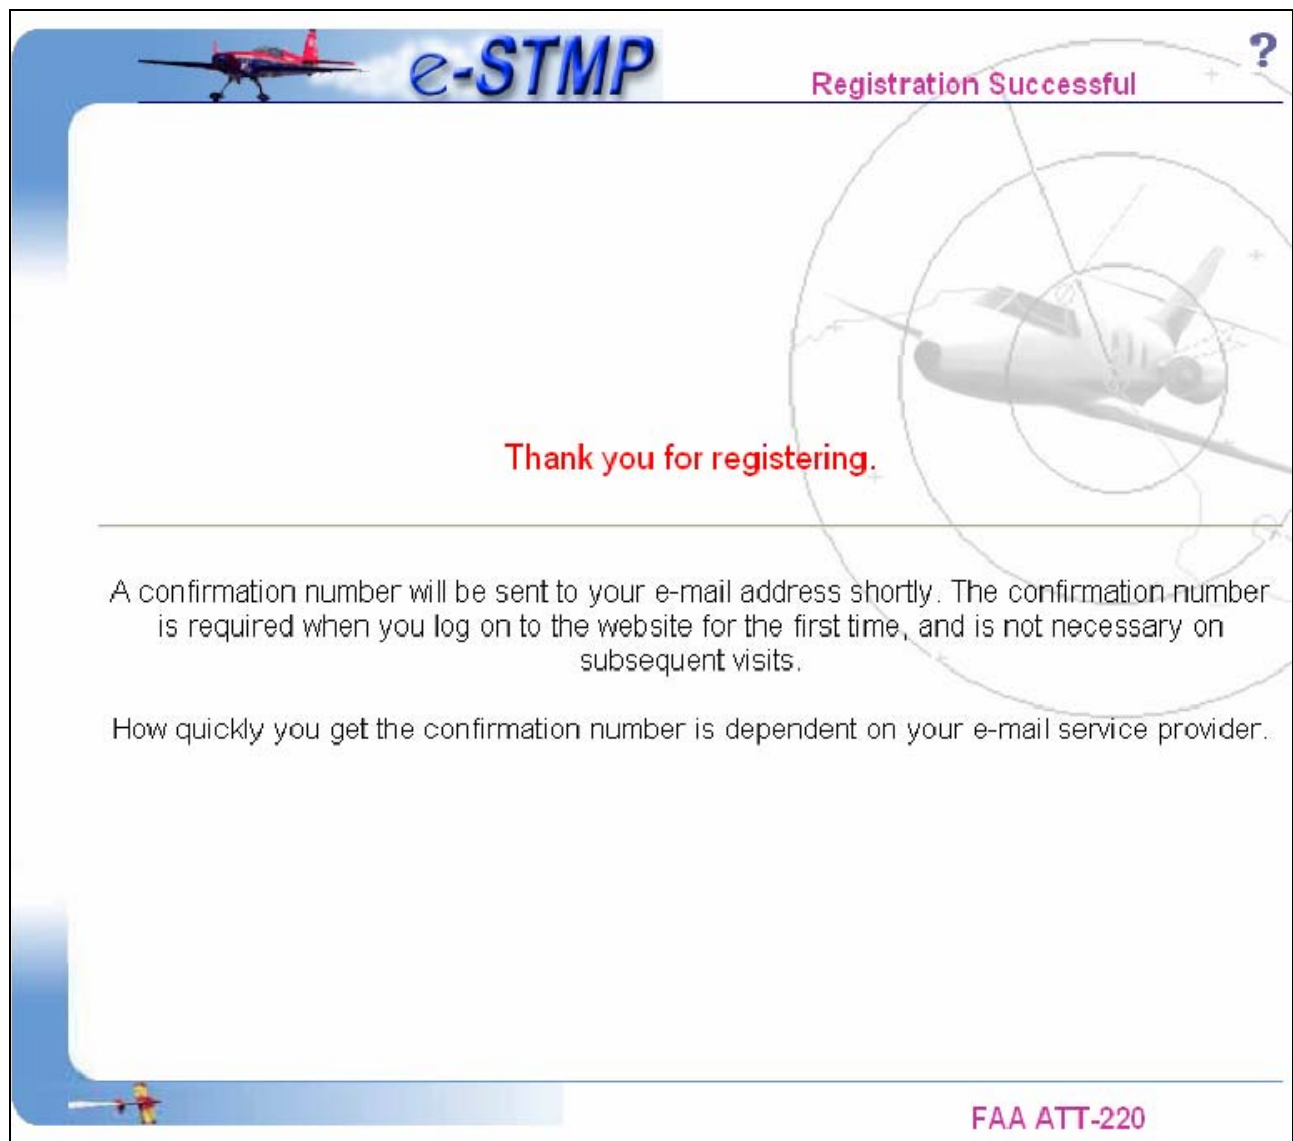 e-STMP
?
Registration Successful
Thank you for registering.
A confirmation number will be sent to your e-mail address shortly. The confirmation number
is required when you log on to the website for the first time, and is not necessary on
subsequent visits.
How quickly you get the confirmation number is dependent on your e-mail service provider.
FAA ATT-220